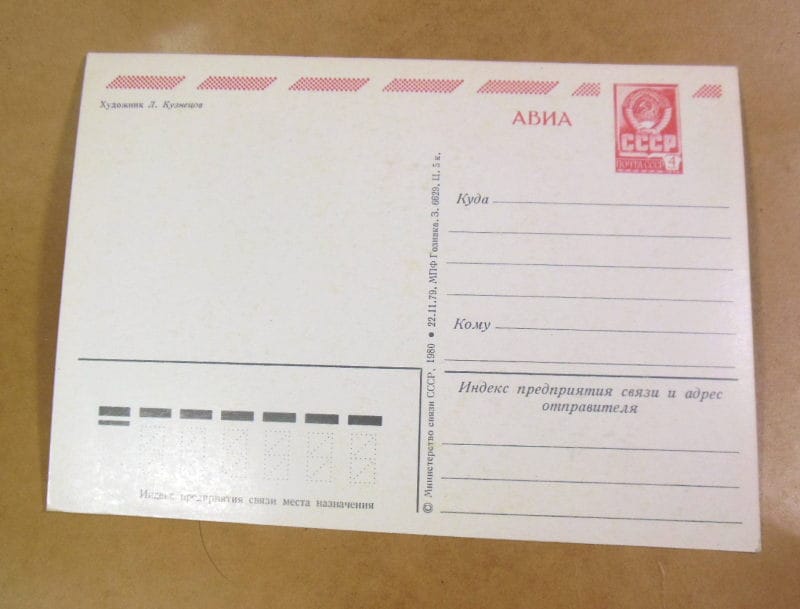 Художник Л. Кузнецов
АВИА
СССР
ПОЧТА СССР 4
Куда
Кому
Индекс предприятия связи и адрес
отправителя
Индекс предприятия связи места назначения
© Министерство связи СССР, 1980 ● 22.11.79. МПФ Гознака. З. 6629. Ц. 5 к.